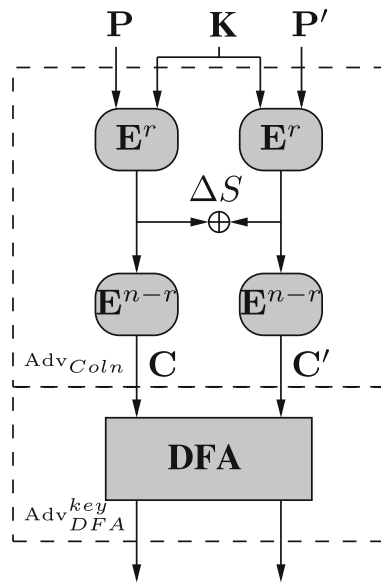 P K P′
E^r E^r
ΔS
⊕
E^{n−r} E^{n−r}
Adv_{Coln} C C′
DFA
Adv^{key}_{DFA}